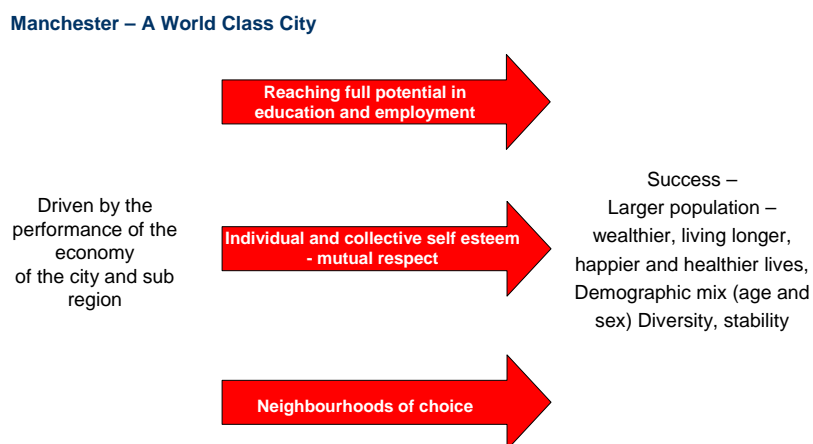 Manchester – A World Class City
Reaching full potential in
education and employment
Driven by the
performance of the
economy
of the city and sub
region
Individual and collective self esteem
- mutual respect
Success –
Larger population –
wealthier, living longer,
happier and healthier lives,
Demographic mix (age and
sex) Diversity, stability
Neighbourhoods of choice